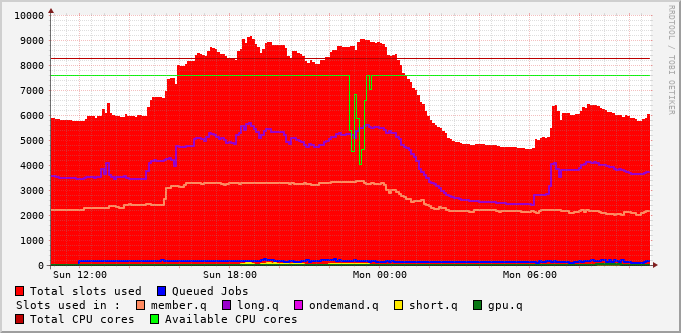 10000
9000
8000
7000
6000
5000
4000
3000
2000
1000
0
Sun 12:00 Sun 18:00 Mon 00:00 Mon 06:00
RRDTOOL / TOBI OETIKER
Total slots used Queued Jobs
Slots used in : member.q long.q ondemand.q short.q gpu.q
Total CPU cores Available CPU cores